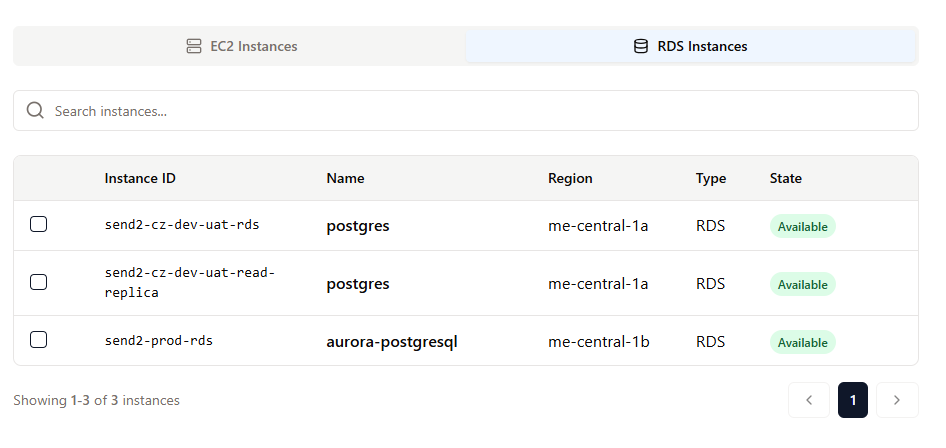 EC2 Instances
RDS Instances
Search instances...
Instance ID Name Region Type State
send2-cz-dev-uat-rds postgres me-central-1a RDS Available
send2-cz-dev-uat-read-
replica postgres me-central-1a RDS Available
send2-prod-rds aurora-postgresql me-central-1b RDS Available
Showing 1-3 of 3 instances
1